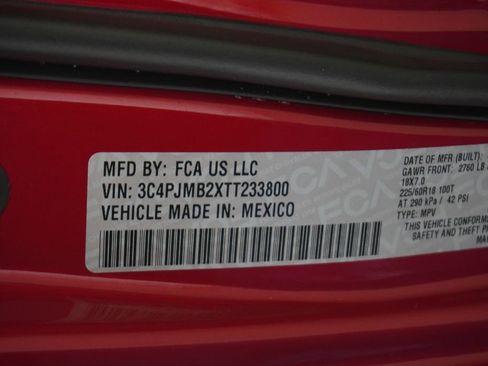 MFD BY: FCA US LLC
VIN: 3C4PJMB2XTT233800
VEHICLE MADE IN: MEXICO
DATE OF MFR (BUILT):
GAWR FRONT: 2760 LB
18X7.0
225/60R18 100T
AT 290 kPa / 42 PSI
TYPE: MPV
THIS VEHICLE CONFORMS
SAFETY AND THEFT